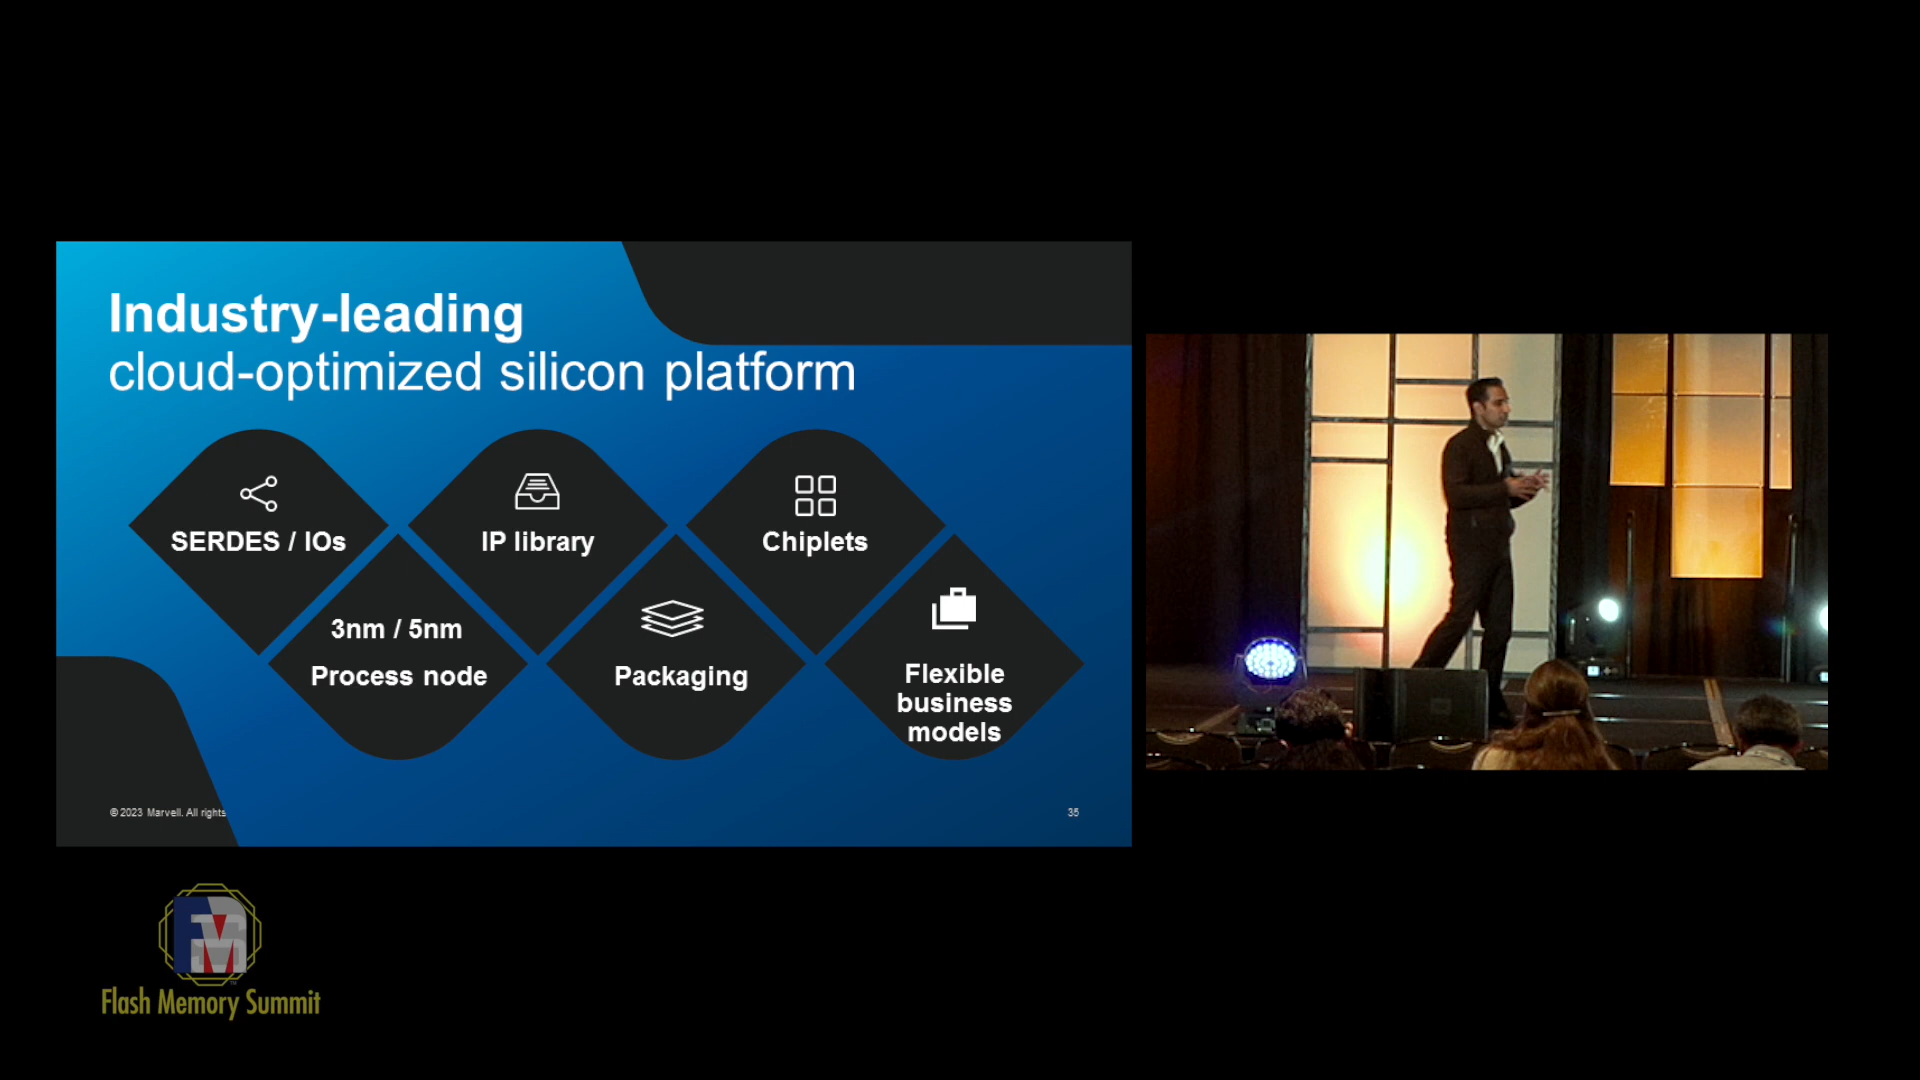 Industry-leading
cloud-optimized silicon platform
SERDES / IOs
IP library
Chiplets
3nm / 5nm
Process node
Packaging
Flexible
business
models
© 2023 Marvell. All rights
35
FMS
Flash Memory Summit